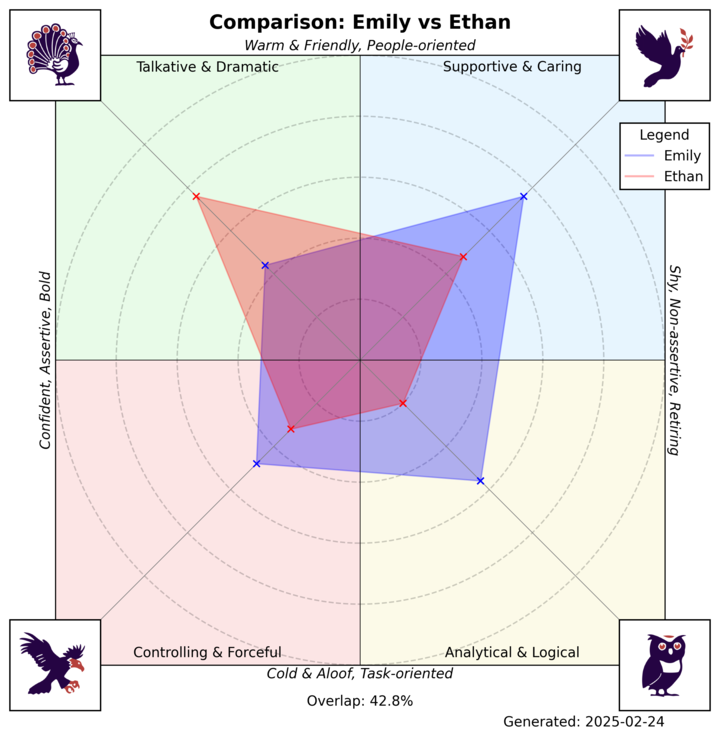 Comparison: Emily vs Ethan
Warm & Friendly, People-oriented
Talkative & Dramatic
Supportive & Caring
Legend
Emily
Ethan
Confident, Assertive, Bold
Shy, Non-assertive, Retiring
Controlling & Forceful
Analytical & Logical
Cold & Aloof, Task-oriented
Overlap: 42.8%
Generated: 2025-02-24